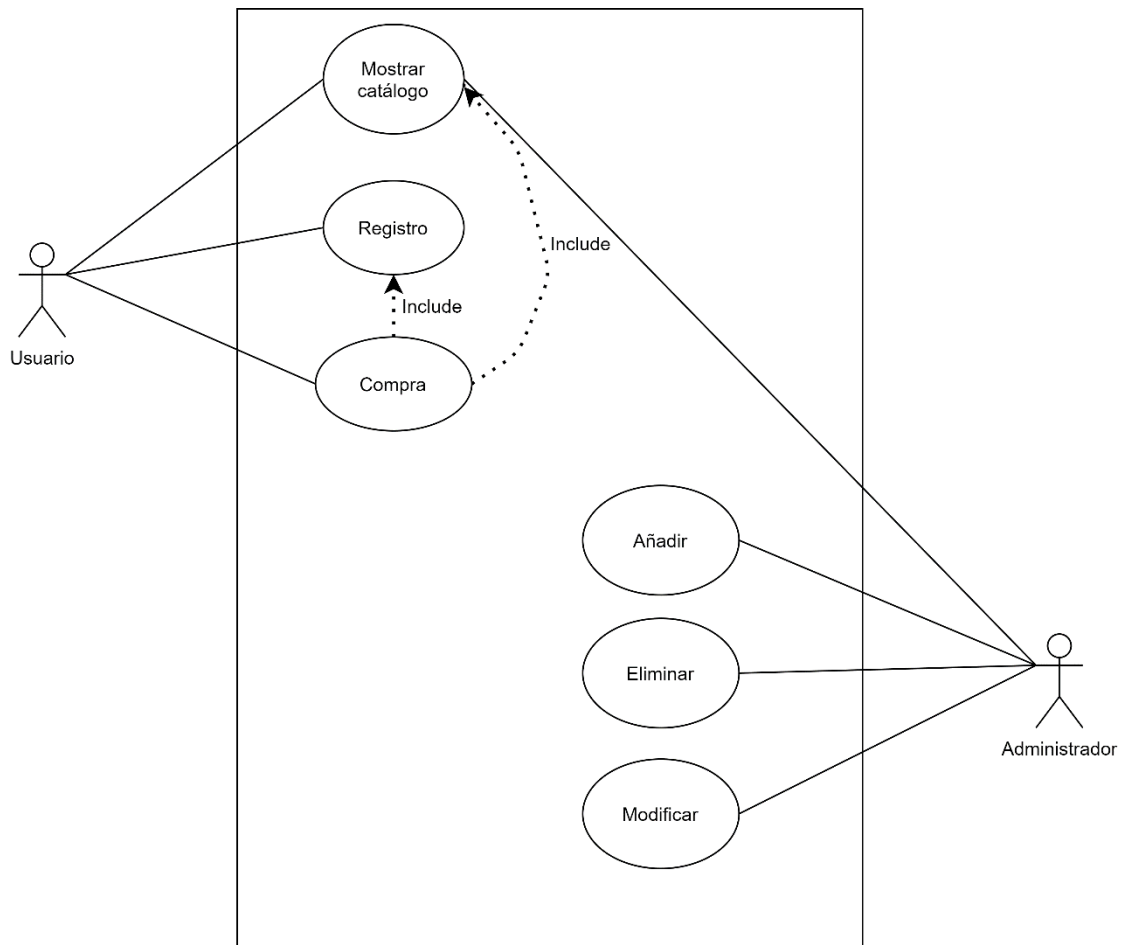 Mostrar
catálogo
Registro
Include
Include
Usuario
Compra
Añadir
Eliminar
Administrador
Modificar